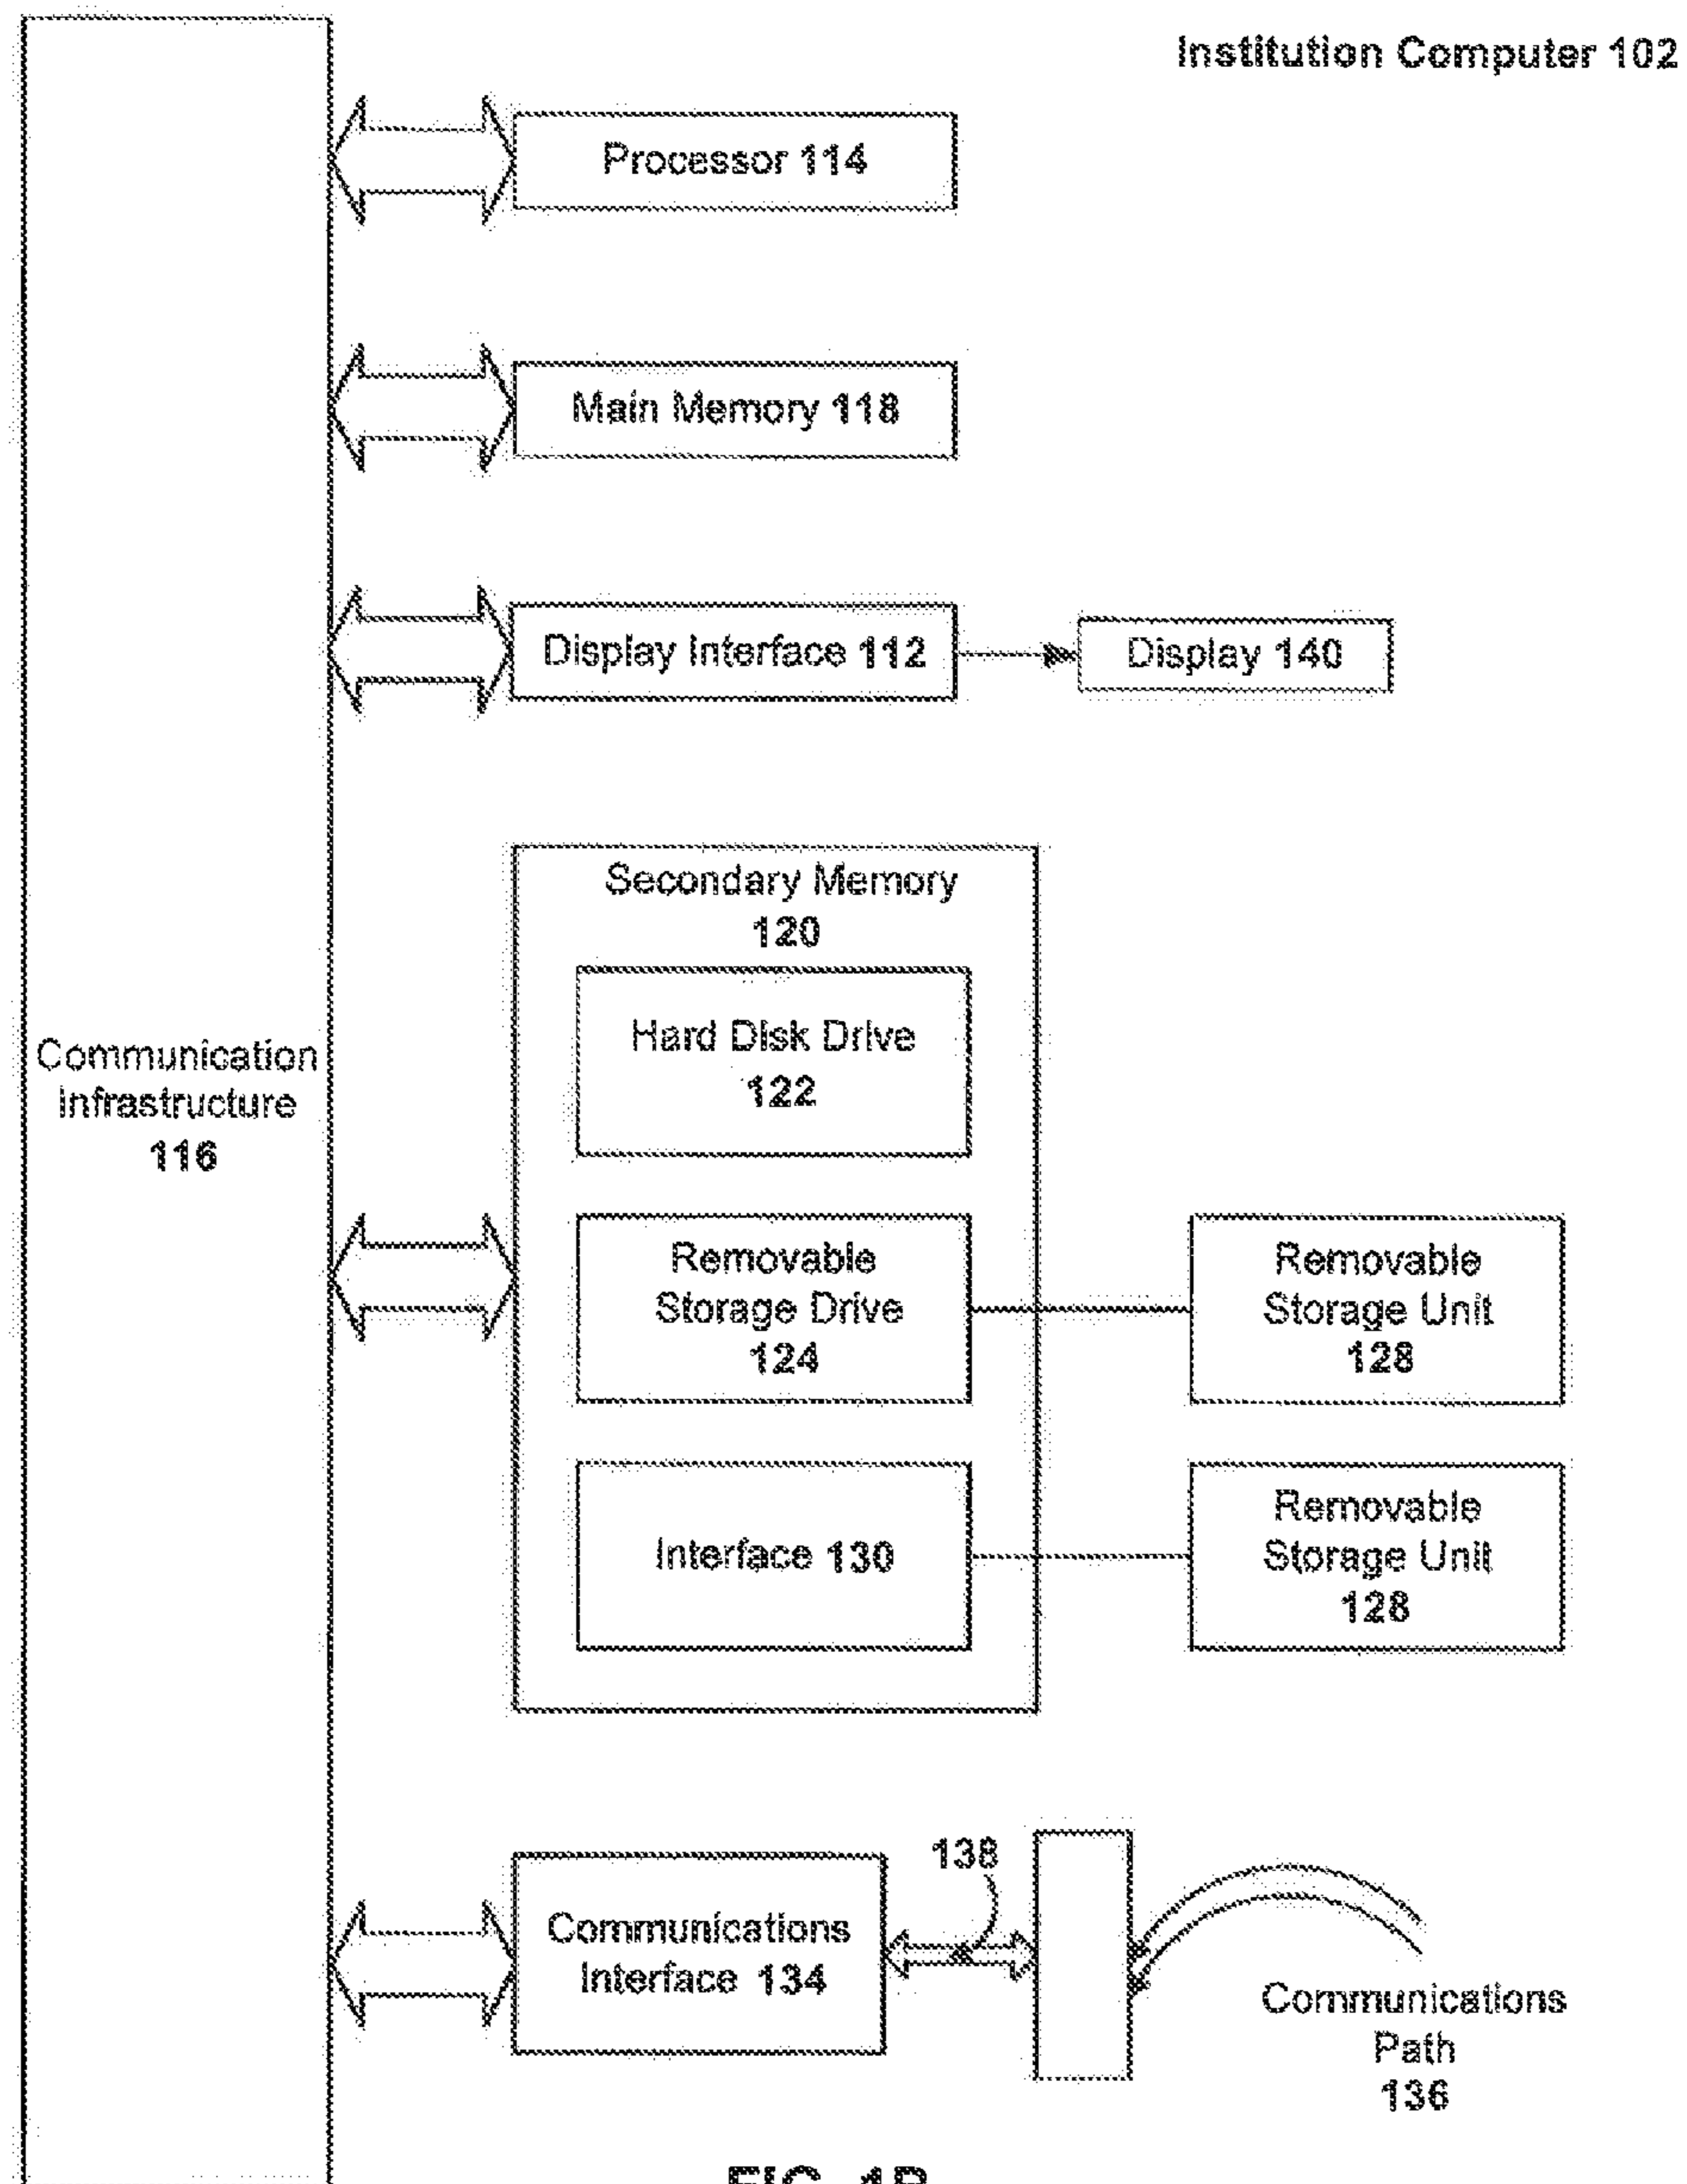 Institution Computer 102
Processor 114
Main Memory 118
Display Interface 112
Display 140
Secondary Memory
120
Hard Disk Drive
122
Communication
Infrastructure
116
Removable
Storage Drive
124
Removable
Storage Unit
128
Interface 130
Removable
Storage Unit
128
138
Communications
Interface 134
Communications
Path
136
FIG. 1B